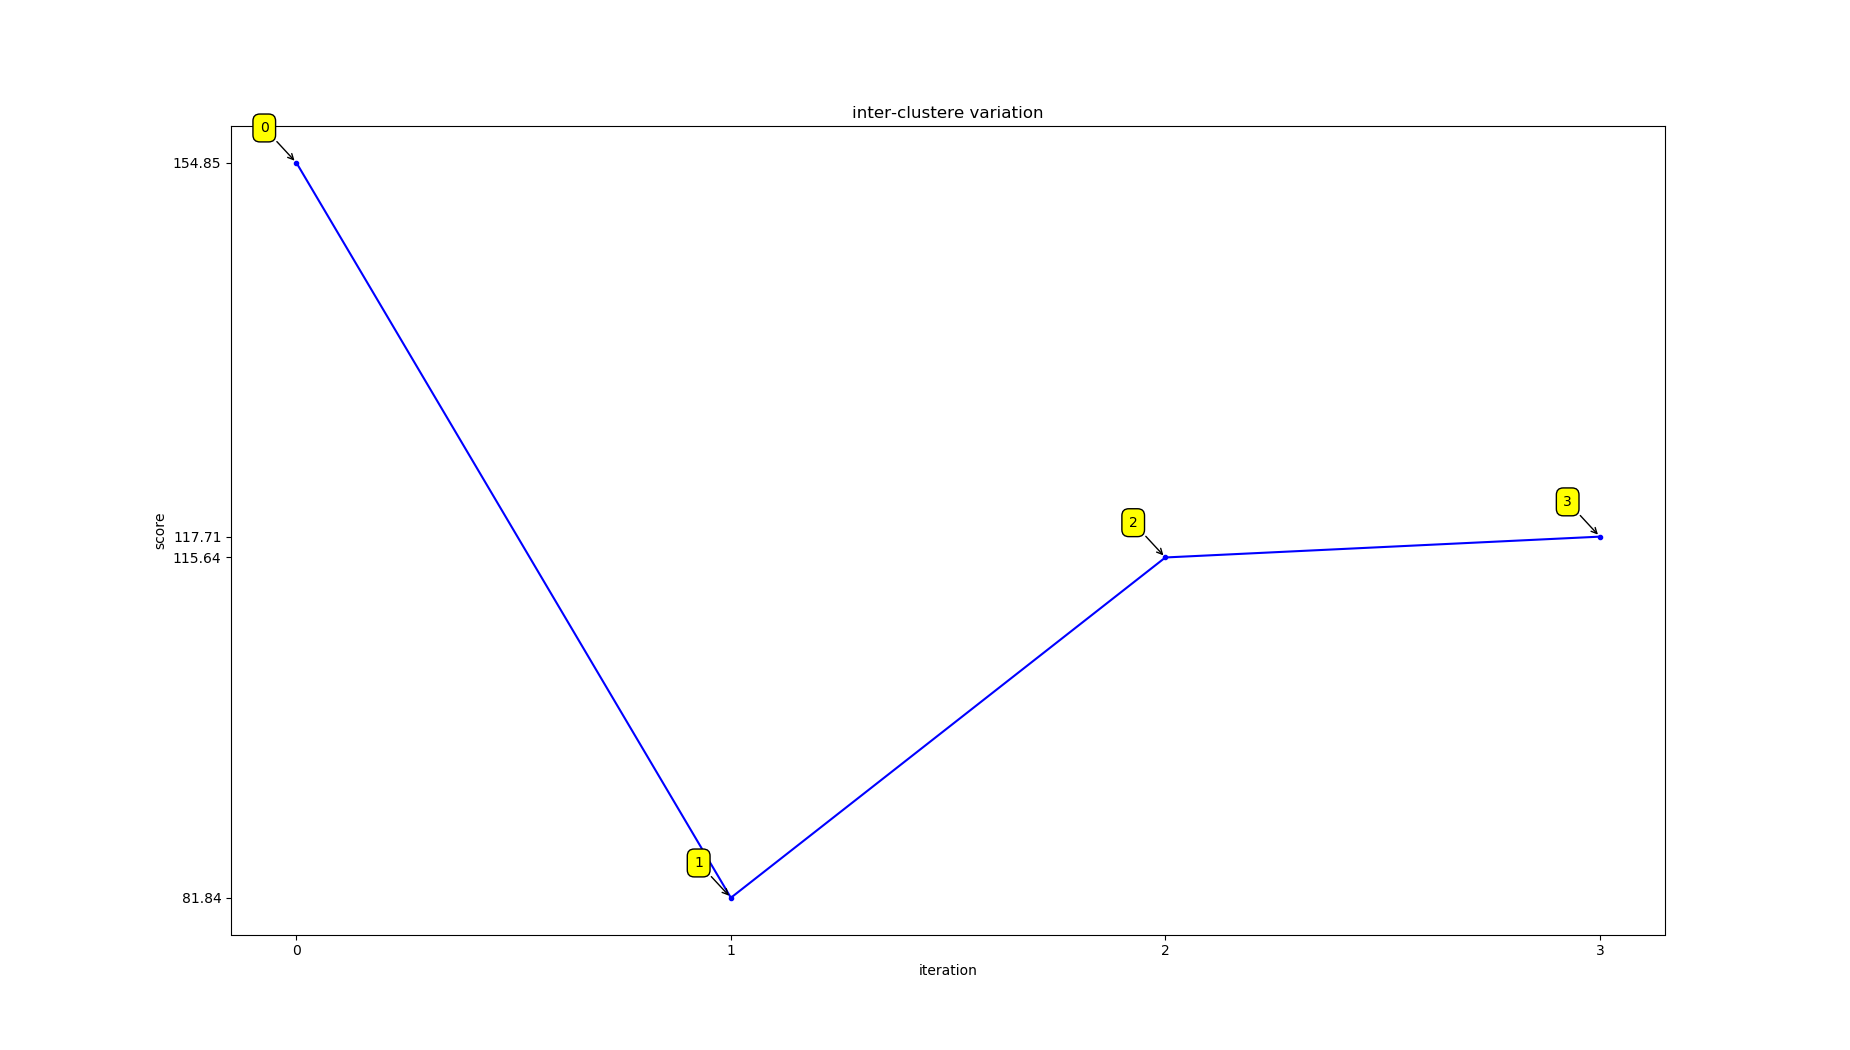 inter-clustere variation
0
154.85
3
2
117.71
score
115.64
1
81.84
0 1 2 3
iteration